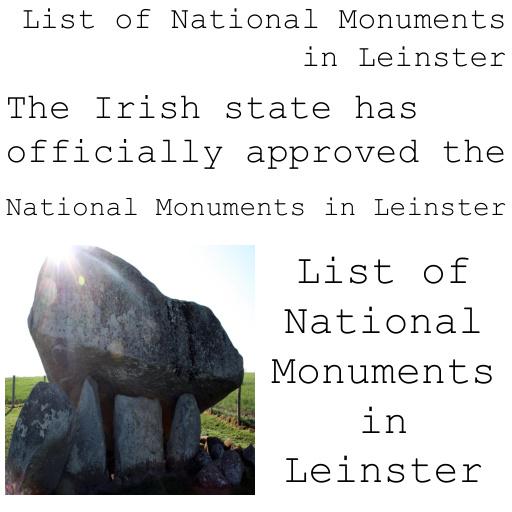 List of National Monuments
in Leinster
The Irish state has
officially approved the
National Monuments in Leinster
List of
National
Monuments
in
Leinster